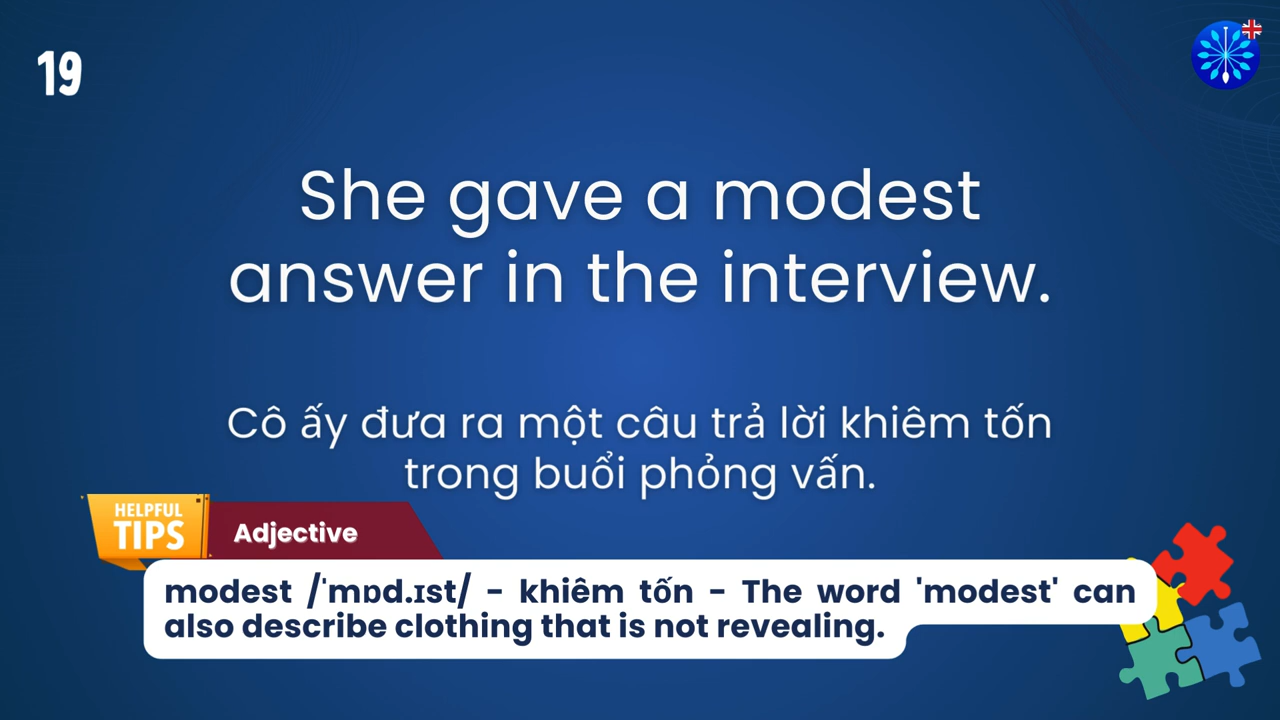 19
She gave a modest
answer in the interview.
Cô ấy đưa ra một câu trả lời khiêm tốn
trong buổi phỏng vấn.
HELPFUL
TIPS
Adjective
modest /ˈmɒd.ɪst/ - khiêm tốn - The word 'modest' can
also describe clothing that is not revealing.